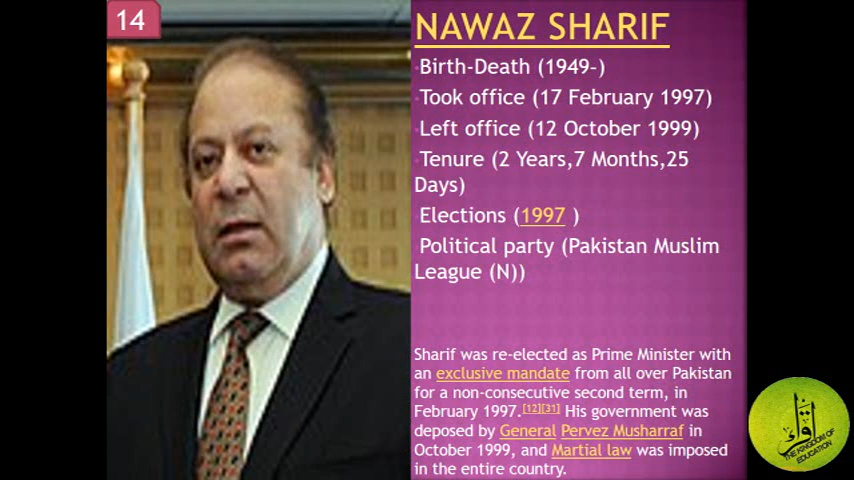 14
NAWAZ SHARIF
Birth-Death (1949-)
Took office (17 February 1997)
Left office (12 October 1999)
Tenure (2 Years,7 Months,25
Days)
Elections (1997 )
Political party (Pakistan Muslim
League (N))
Sharif was re-elected as Prime Minister with
an exclusive mandate from all over Pakistan
for a non-consecutive second term, in
February 1997.[12][31] His government was
deposed by General Pervez Musharraf in
October 1999, and Martial law was imposed
in the entire country.
اقراء
THE KINGDOM OF
EDUCATION